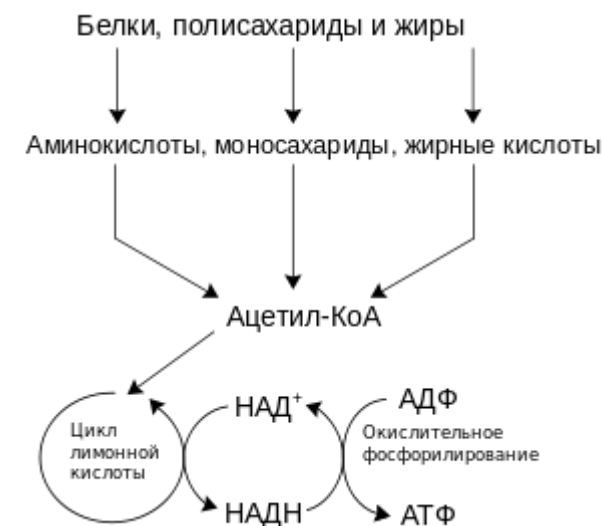 Белки, полисахариды и жиры
Аминокислоты, моносахариды, жирные кислоты
Ацетил-КоА
Цикл
лимонной
кислоты
НАД⁺
НАДН
АДФ
Окислительное
фосфорилирование
АТФ